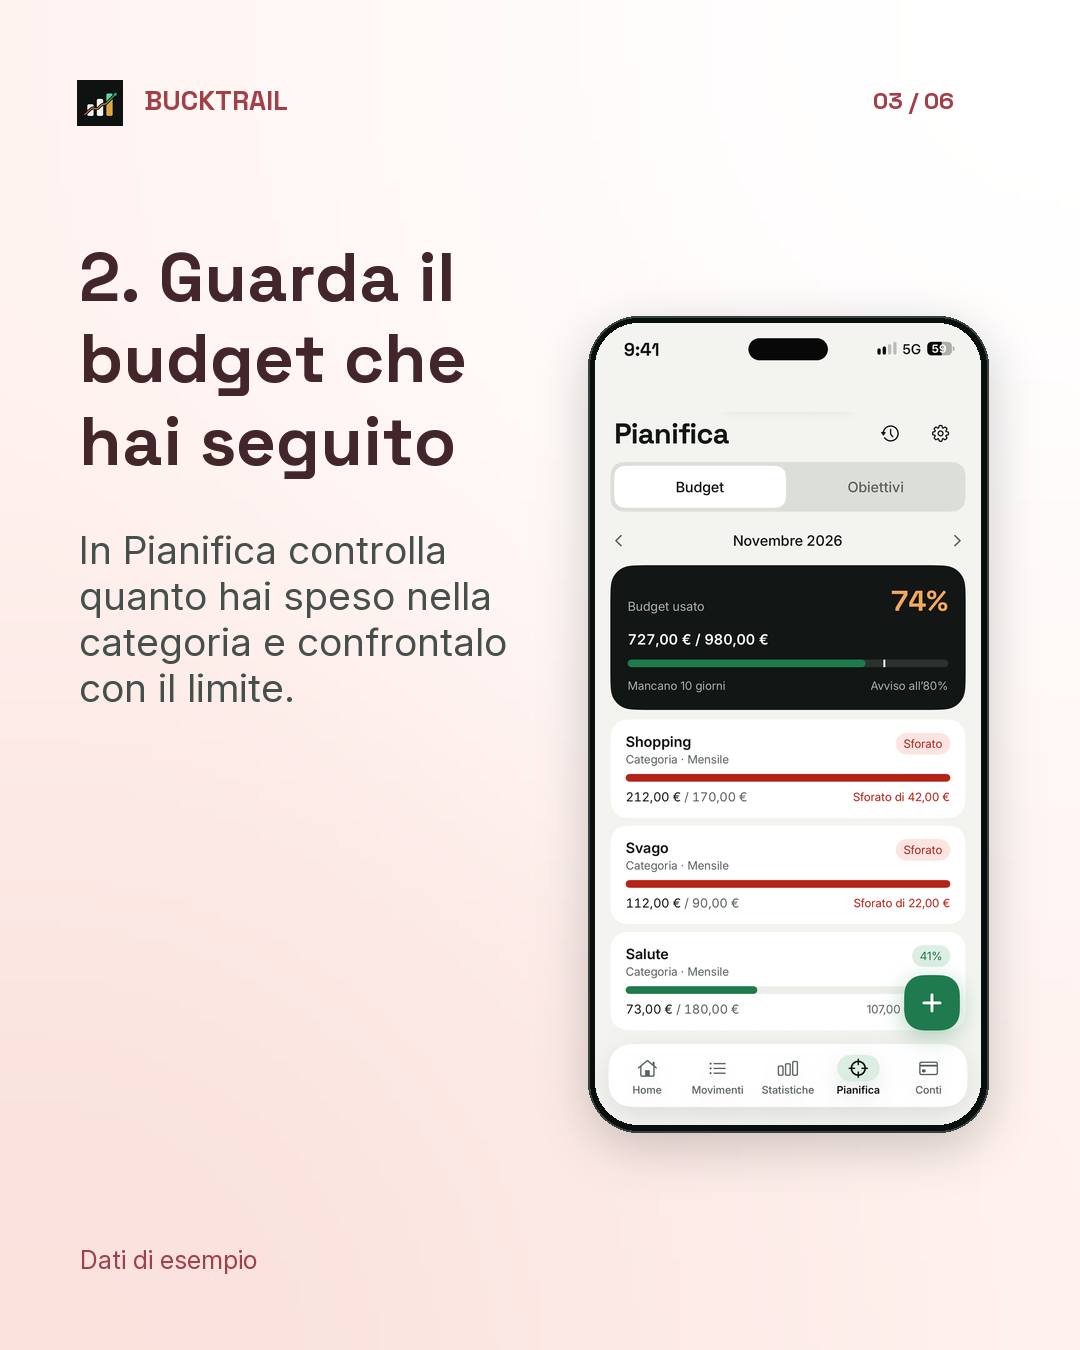 BUCKTRAIL
03 / 06
2. Guarda il
budget che
hai seguito
In Pianifica controlla
quanto hai speso nella
categoria e confrontalo
con il limite.
9:41
5G 59
Pianifica
Budget
Obiettivi
Novembre 2026
Budget usato
74%
727,00 € / 980,00 €
Mancano 10 giorni
Avviso all'80%
Shopping
Sforato
Categoria · Mensile
212,00 € / 170,00 €
Sforato di 42,00 €
Svago
Sforato
Categoria · Mensile
112,00 € / 90,00 €
Sforato di 22,00 €
Salute
41%
Categoria · Mensile
73,00 € / 180,00 €
107,00
Home
Movimenti
Statistiche
Pianifica
Conti
Dati di esempio